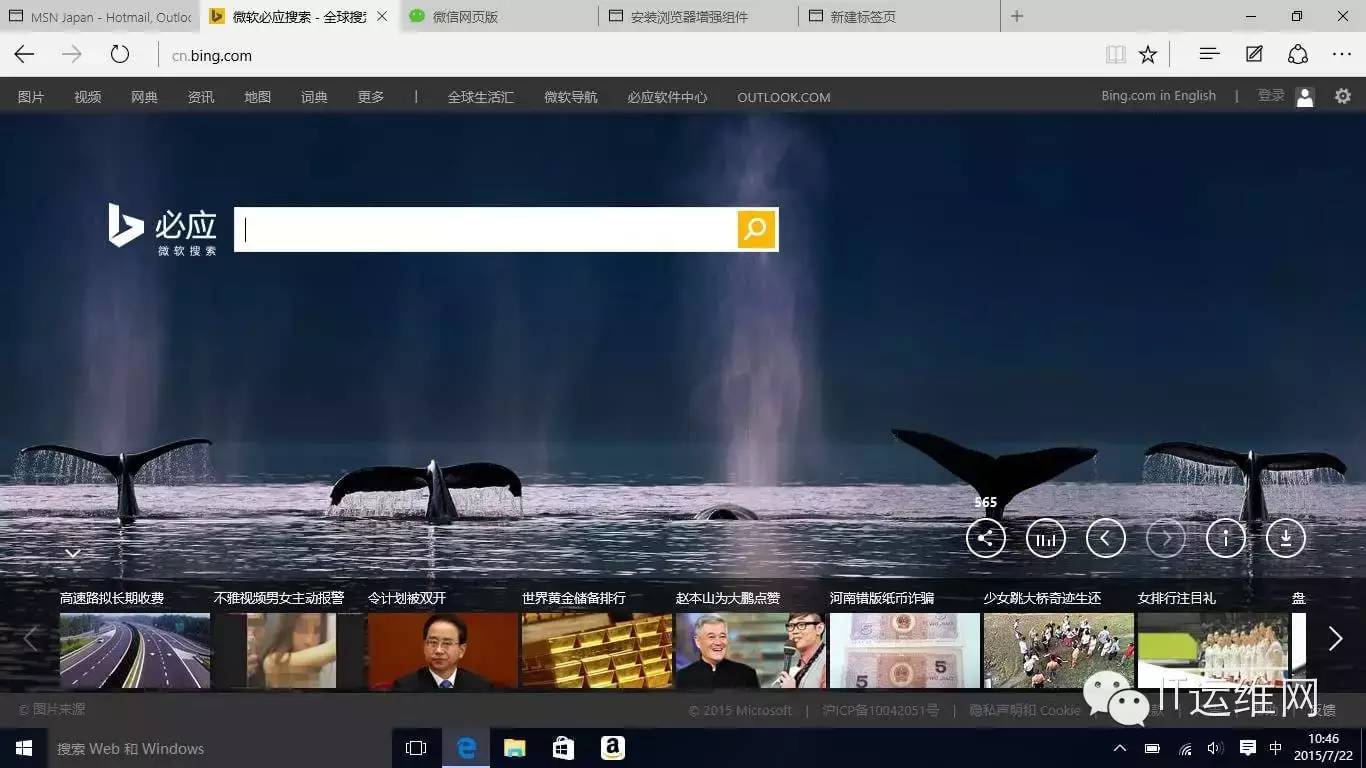 MSN Japan - Hotmail, Outloo
微软必应搜索 - 全球搜索
微信网页版
安装浏览器增强组件
新建标签页
cn.bing.com
图片 视频 网典 资讯 地图 词典 更多 | 全球生活汇 微软导航 必应软件中心 OUTLOOK.COM Bing.com in English | 登录
必应
微软搜索
565
高速路拟长期收费 不雅视频男女主动报警 令计划被双开 世界黄金储备排行 赵本山为大鹏点赞 河南错版纸币诈骗 少女跳大桥奇迹生还 女排行注目礼 盘
5
5
© 图片来源 © 2015 Microsoft | 沪ICP备10042051号 | 隐私声明和 Cookie
反馈
IT运维网
搜索 Web 和 Windows
a
中
10:46
2015/7/22